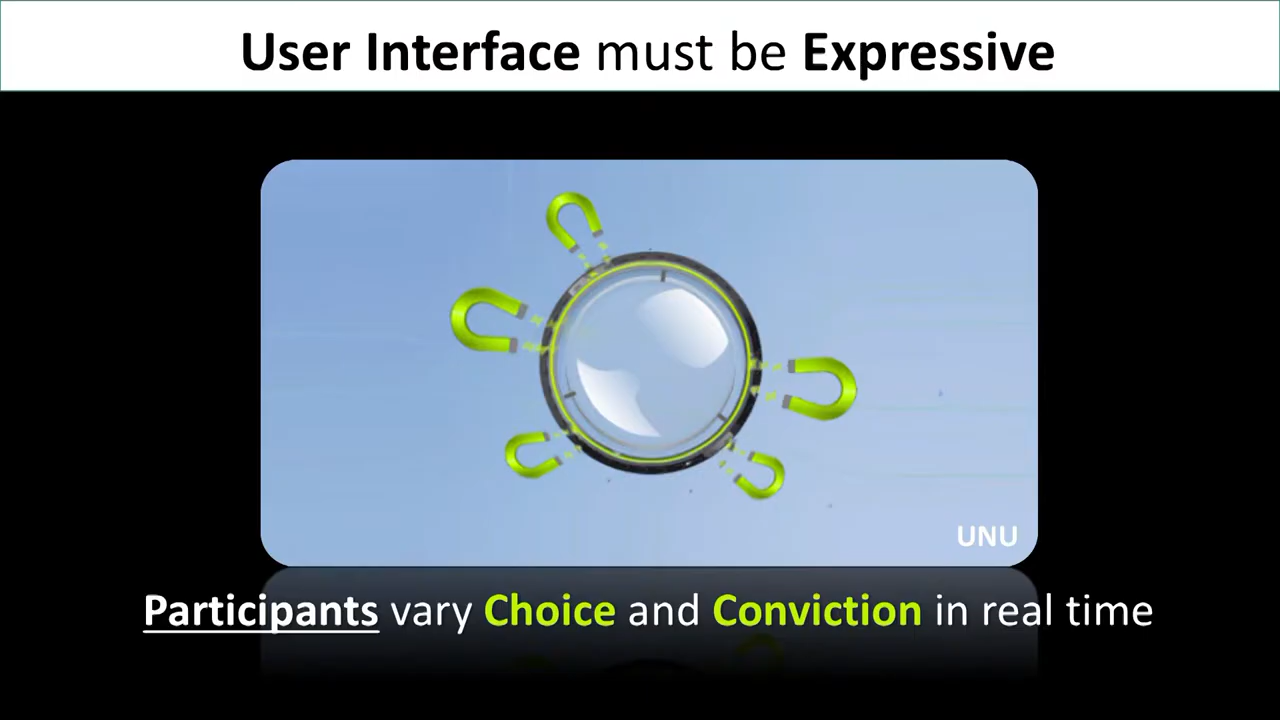 User Interface must be Expressive
UNU
Participants vary Choice and Conviction in real time